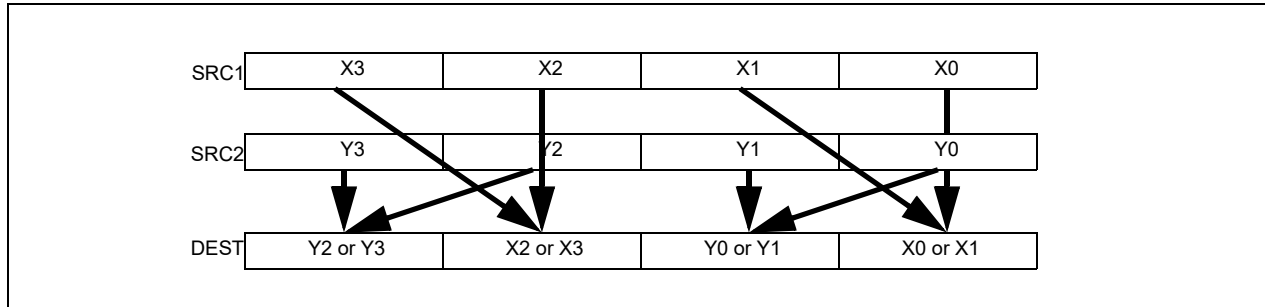 SRC1 X3 X2 X1 X0
SRC2 Y3 Y2 Y1 Y0
DEST Y2 or Y3 X2 or X3 Y0 or Y1 X0 or X1